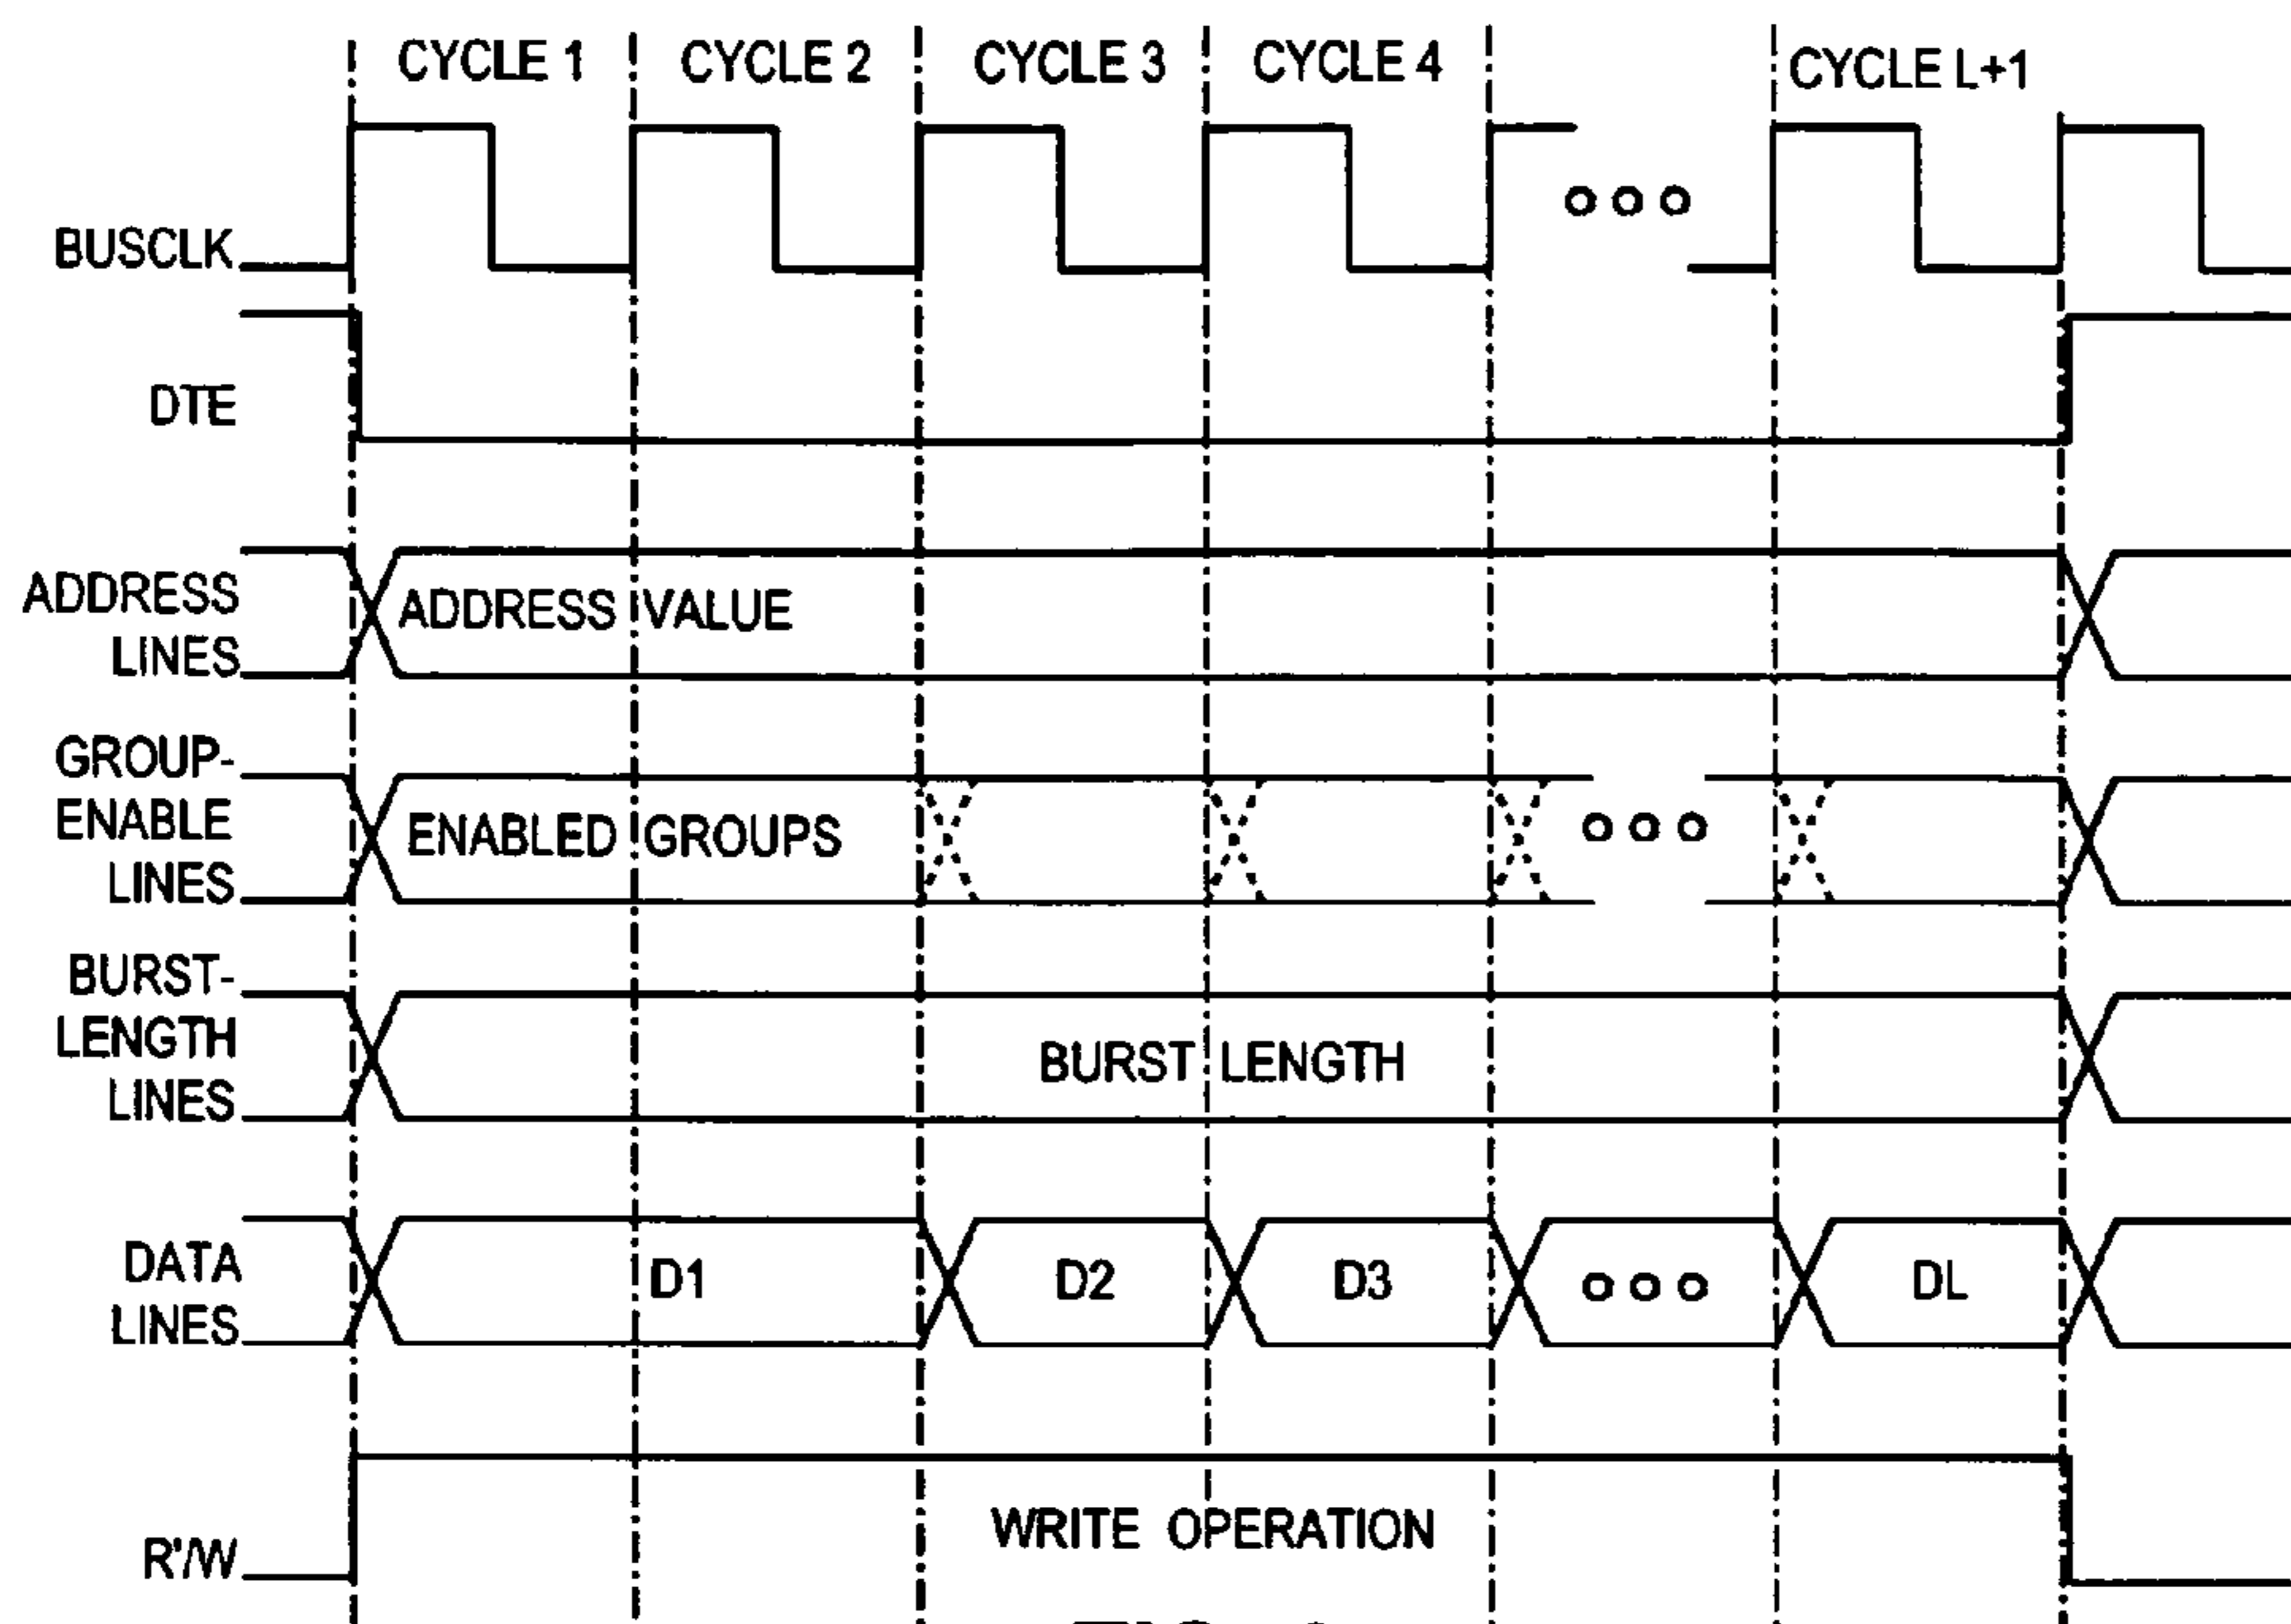 CYCLE 1 CYCLE 2 CYCLE 3 CYCLE 4 CYCLE L+1
BUSCLK
DTE
ADDRESS
LINES
ADDRESS VALUE
GROUP-
ENABLE
LINES
ENABLED GROUPS
BURST-
LENGTH
LINES
BURST LENGTH
DATA
LINES
D1 D2 D3 DL
R'/W
WRITE OPERATION